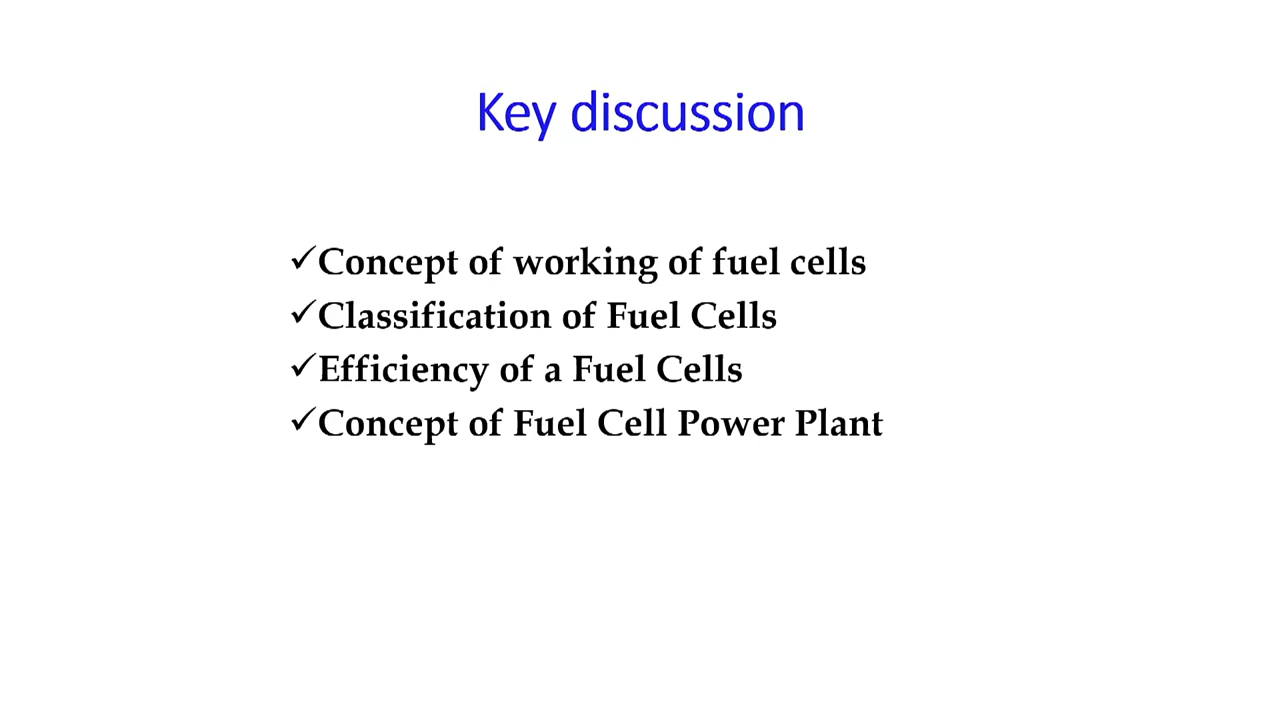 Key discussion
✓Concept of working of fuel cells
✓Classification of Fuel Cells
✓Efficiency of a Fuel Cells
✓Concept of Fuel Cell Power Plant